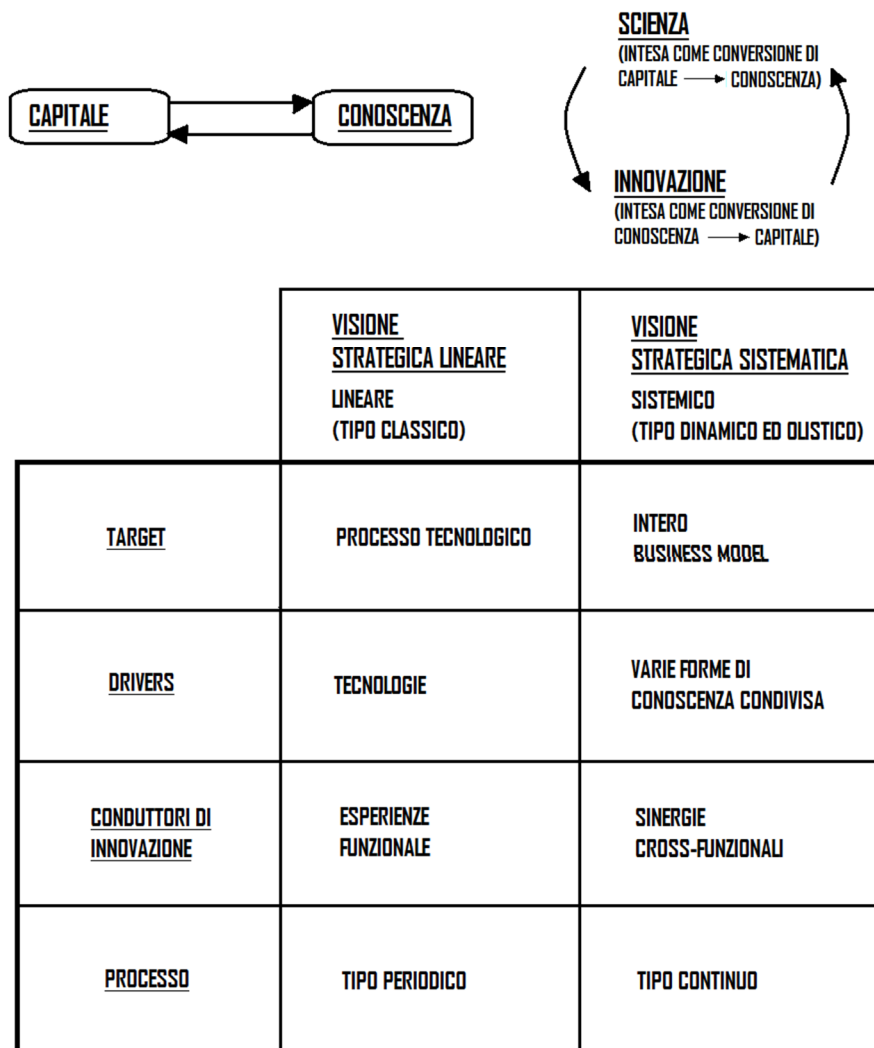 CAPITALE
CONOSCENZA
SCIENZA
(INTESA COME CONVERSIONE DI
CAPITALE → CONOSCENZA)
INNOVAZIONE
(INTESA COME CONVERSIONE DI
CONOSCENZA → CAPITALE)
VISIONE
STRATEGICA LINEARE
LINEARE
(TIPO CLASSICO)
VISIONE
STRATEGICA SISTEMATICA
SISTEMICO
(TIPO DINAMICO ED OLISTICO)
TARGET
PROCESSO TECNOLOGICO
INTERO
BUSINESS MODEL
DRIVERS
TECNOLOGIE
VARIE FORME DI
CONOSCENZA CONDIVISA
CONDUTTORI DI
INNOVAZIONE
ESPERIENZE
FUNZIONALE
SINERGIE
CROSS-FUNZIONALI
PROCESSO
TIPO PERIODICO
TIPO CONTINUO